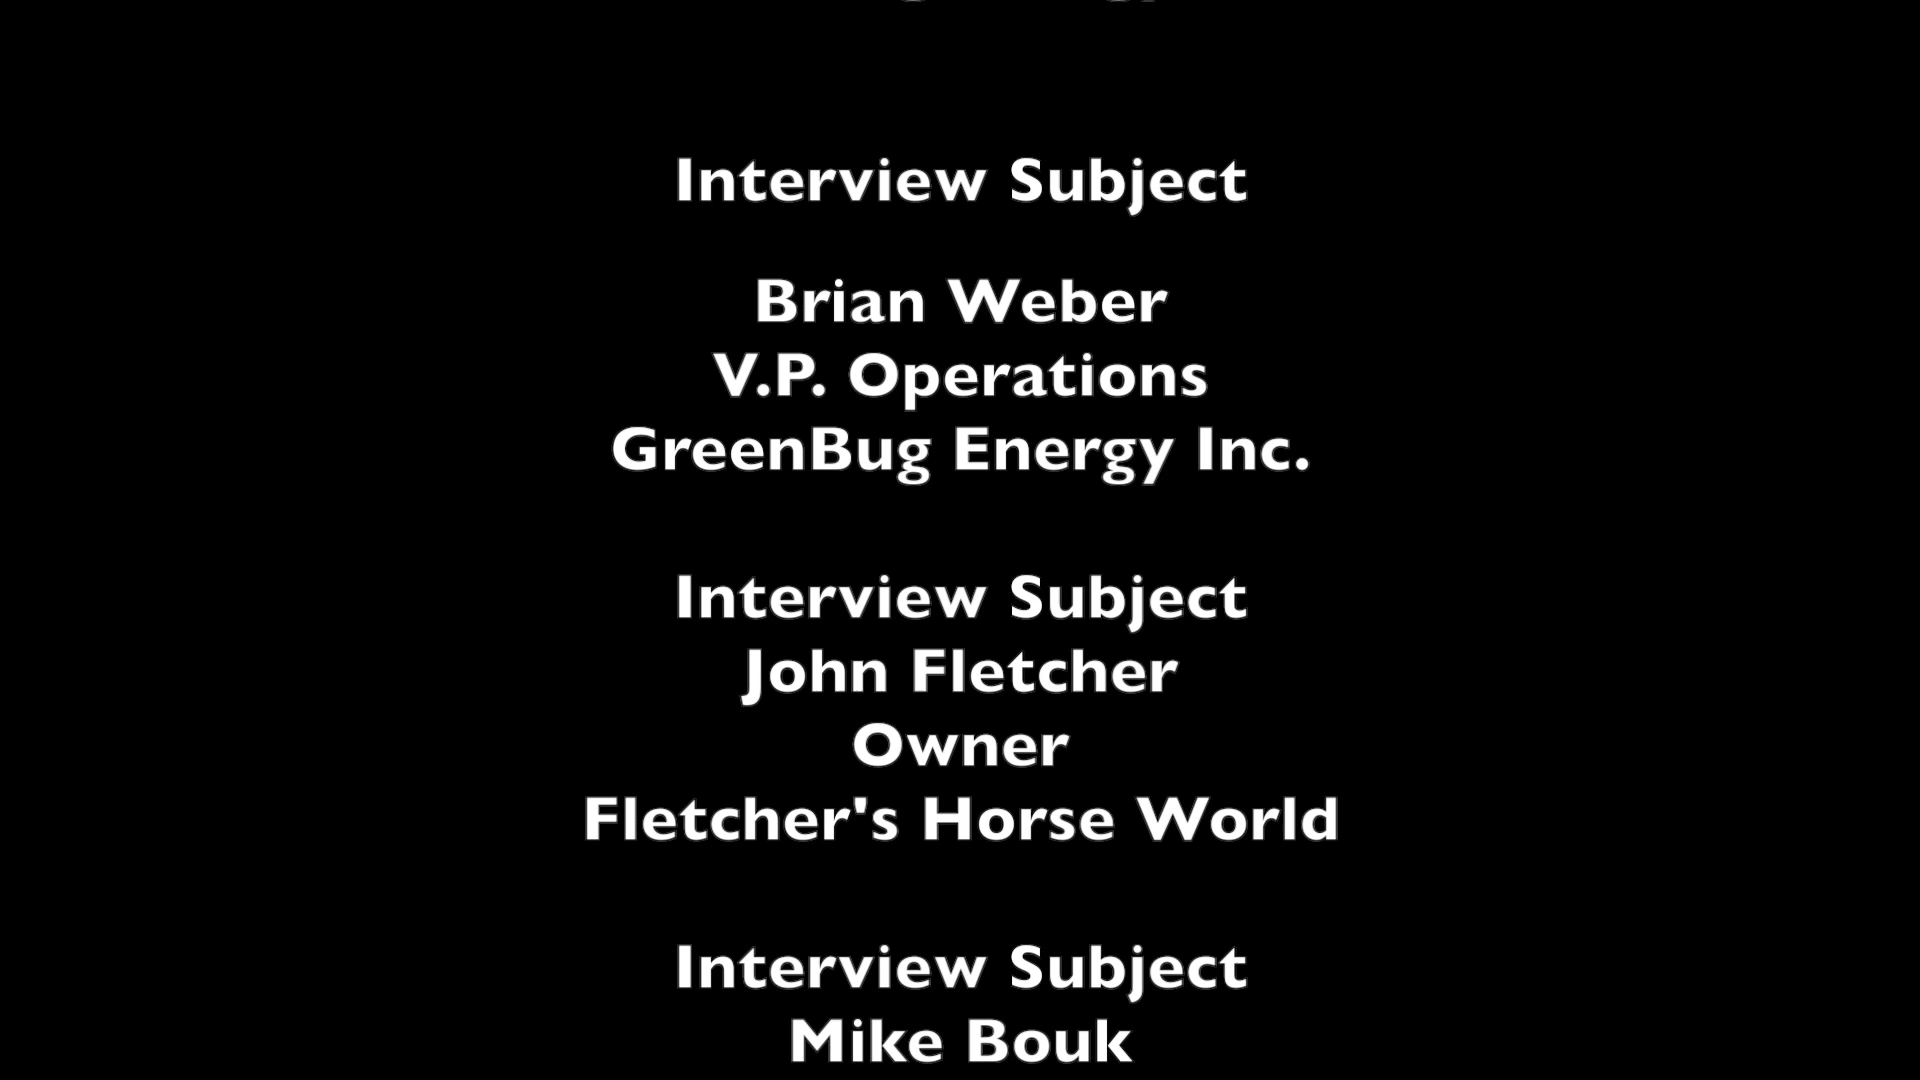 Interview Subject
Brian Weber
V.P. Operations
GreenBug Energy Inc.
Interview Subject
John Fletcher
Owner
Fletcher's Horse World
Interview Subject
Mike Bouk